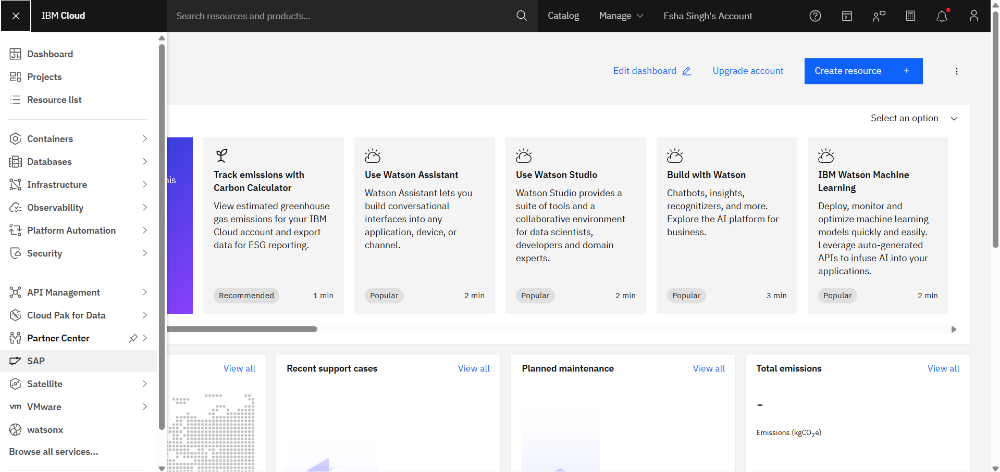 IBM Cloud
Search resources and products...
Catalog
Manage
Esha Singh's Account
Dashboard
Projects
Resource list
Containers
Databases
Infrastructure
Observability
Platform Automation
Security
API Management
Cloud Pak for Data
Partner Center
SAP
Satellite
vm VMware
watsonx
Browse all services...
Edit dashboard
Upgrade account
Create resource +
Select an option
his
Track emissions with
Carbon Calculator
View estimated greenhouse
gas emissions for your IBM
Cloud account and export
data for ESG reporting.
Recommended
1 min
Use Watson Assistant
Watson Assistant lets you
build conversational
interfaces into any
application, device, or
channel.
Popular
2 min
Use Watson Studio
Watson Studio provides a
suite of tools and a
collaborative environment
for data scientists,
developers and domain
experts.
Popular
2 min
Build with Watson
Chatbots, insights,
recognitizers, and more.
Explore the AI platform for
business.
Popular
3 min
IBM Watson Machine
Learning
Deploy, monitor and
optimize machine learning
models quickly and easily.
Leverage auto-generated
APIs to infuse AI into your
applications.
Popular
2 min
View all
Recent support cases
View all
Planned maintenance
View all
Total emissions
View all
-
Emissions (kgCO₂e)